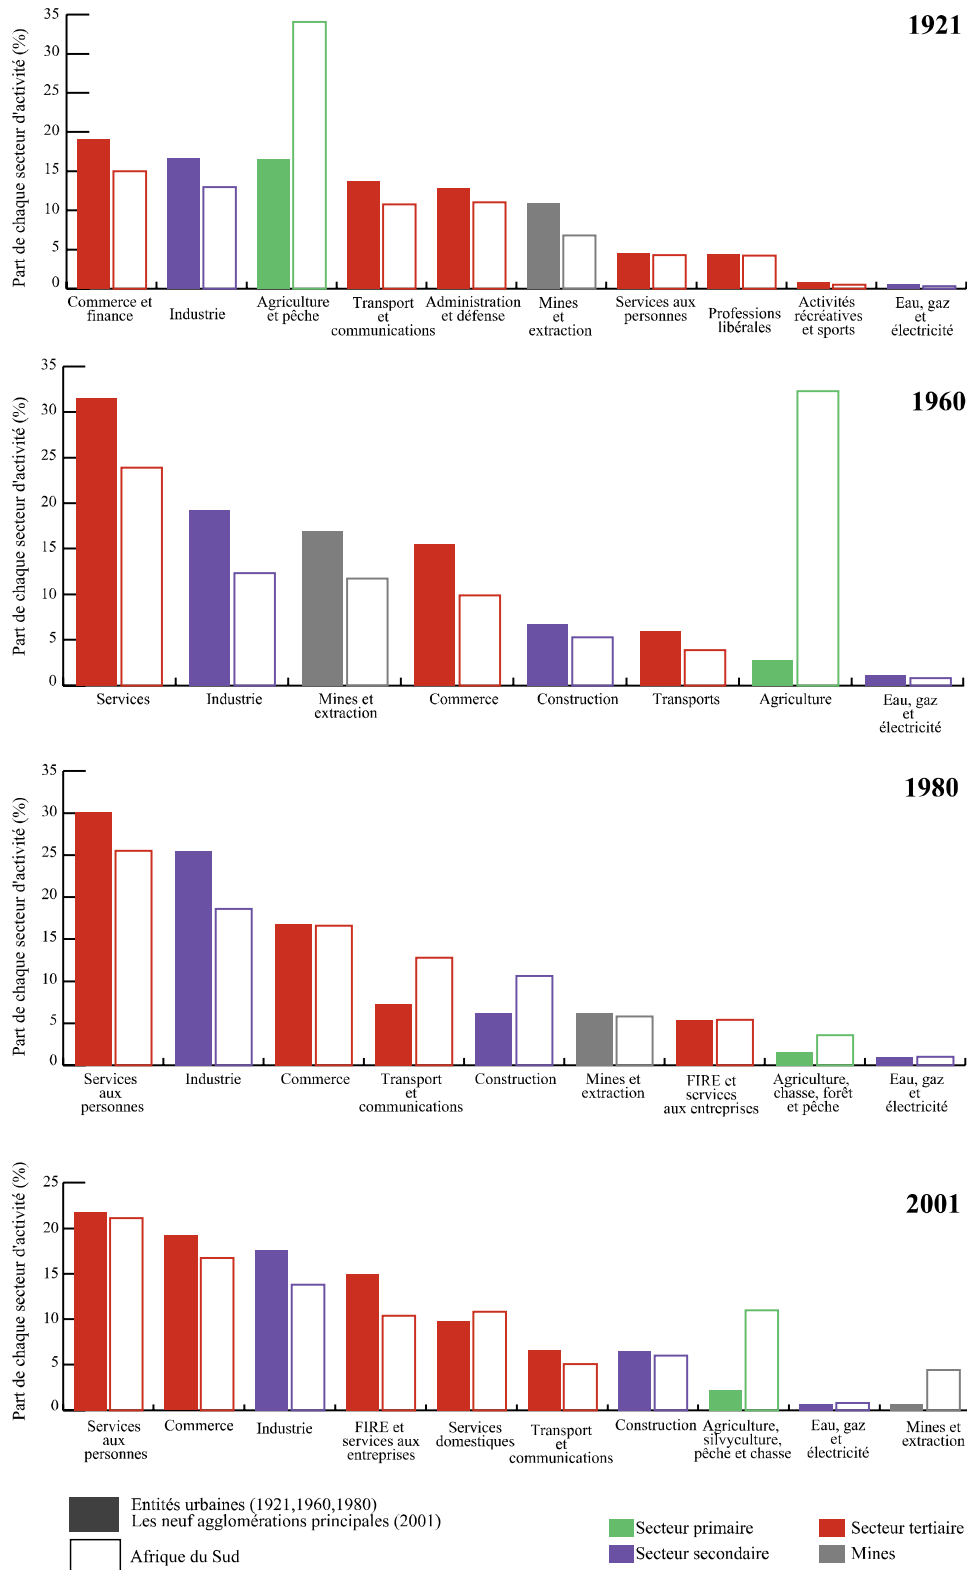 1921
Part de chaque secteur d'activité (%)
35
30
25
20
15
10
5
0
Commerce et
finance
Industrie
Agriculture
et pêche
Transport
et
communications
Administration
et défense
Mines
et
extraction
Services aux
personnes
Professions
libérales
Activités
récréatives
et sports
Eau, gaz
et
électricité
1960
Part de chaque secteur d'activité (%)
35
30
25
20
15
10
5
0
Services
Industrie
Mines et
extraction
Commerce
Construction
Transports
Agriculture
Eau, gaz
et
électricité
1980
Part de chaque secteur d'activité (%)
35
30
25
20
15
10
5
0
Services
aux
personnes
Industrie
Commerce
Transport
et
communications
Construction
Mines et
extraction
FIRE et
services
aux entreprises
Agriculture,
chasse, forêt
et pêche
Eau, gaz
et
électricité
2001
Part de chaque secteur d'activité (%)
25
20
15
10
5
0
Services
aux
personnes
Commerce
Industrie
FIRE et
services aux
entreprises
Services
domestiques
Transport
et
communications
Construction
Agriculture,
silvyculture,
pêche et chasse
Eau, gaz
et
électricité
Mines et
extraction
Entités urbaines (1921,1960,1980)
Les neuf agglomérations principales (2001)
Afrique du Sud
Secteur primaire
Secteur secondaire
Secteur tertiaire
Mines